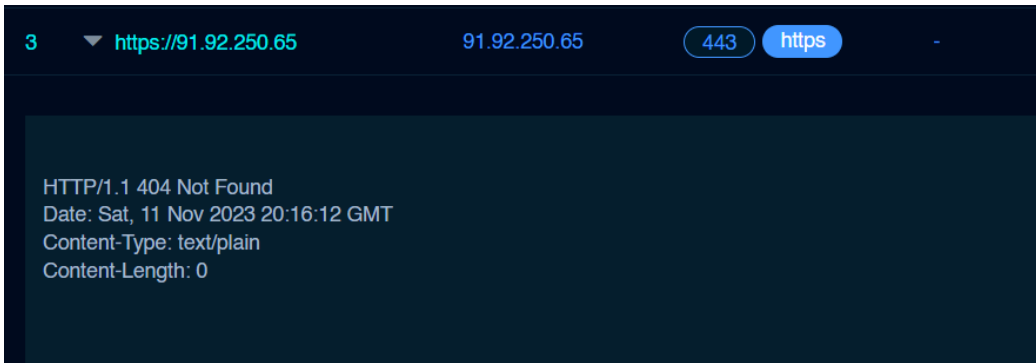 3 https://91.92.250.65 91.92.250.65 443 https -
HTTP/1.1 404 Not Found
Date: Sat, 11 Nov 2023 20:16:12 GMT
Content-Type: text/plain
Content-Length: 0